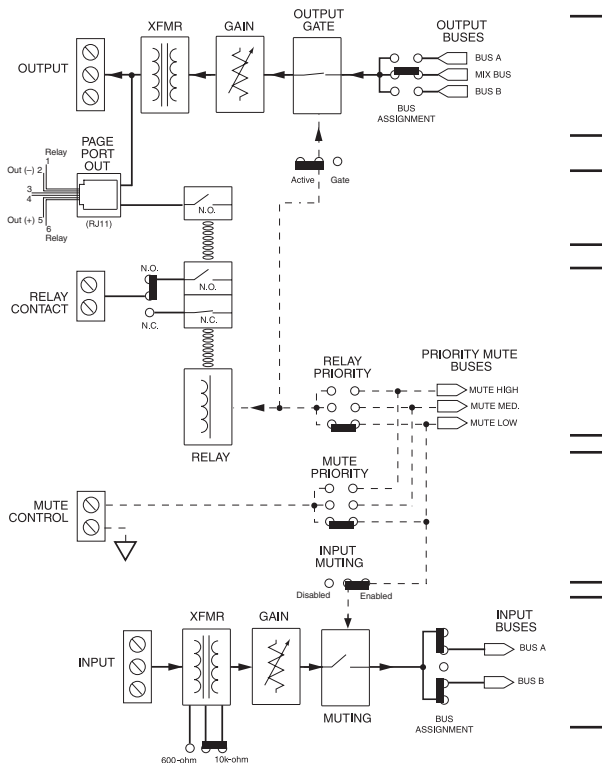 OUTPUT
XFMR
GAIN
OUTPUT
GATE
OUTPUT
BUSES
BUS A
MIX BUS
BUS B
BUS
ASSIGNMENT
PAGE
PORT
OUT
Relay
1
Out (–) 2
3
4
Out (+) 5
6
Relay
(RJ11)
Active
Gate
N.O.
RELAY
CONTACT
N.O.
N.C.
N.O.
N.C.
RELAY
RELAY
PRIORITY
PRIORITY MUTE
BUSES
MUTE HIGH
MUTE MED.
MUTE LOW
MUTE
CONTROL
MUTE
PRIORITY
INPUT
MUTING
Disabled
Enabled
INPUT
XFMR
GAIN
MUTING
INPUT
BUSES
BUS A
BUS B
BUS
ASSIGNMENT
600-ohm
10k-ohm